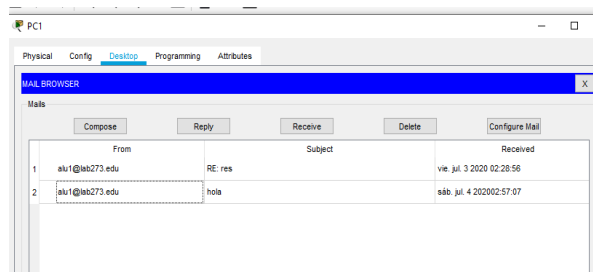 PC1
Physical Config Desktop Programming Attributes
MAIL BROWSER X
Mails
Compose Reply Receive Delete Configure Mail
From Subject Received
1 alu1@lab273.edu RE: res vie. jul. 3 2020 02:28:56
2 alu1@lab273.edu hola sáb. jul. 4 202002:57:07